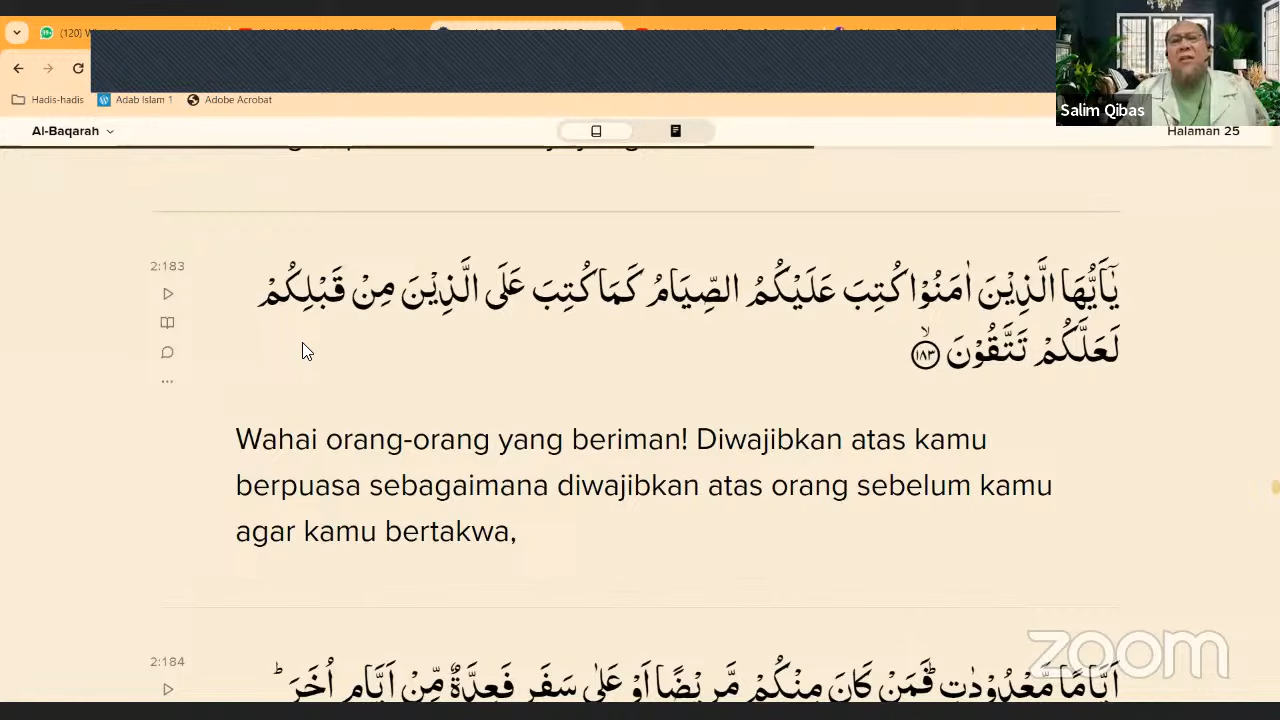 (120)
Hadis-hadis
Adab Islam 1
Adobe Acrobat
Salim Qibas
Al-Baqarah
Halaman 25
2:183
يٰٓاَيُّهَا الَّذِيْنَ اٰمَنُوْا كُتِبَ عَلَيْكُمُ الصِّيَامُ كَمَا كُتِبَ عَلَى الَّذِيْنَ مِنْ قَبْلِكُمْ
لَعَلَّكُمْ تَتَّقُوْنَۙ ١٨٣
Wahai orang-orang yang beriman! Diwajibkan atas kamu
berpuasa sebagaimana diwajibkan atas orang sebelum kamu
agar kamu bertakwa,
zoom
2:184
اَيَّامًا مَّعْدُوْدٰتٍۗ فَمَنْ كَانَ مِنْكُمْ مَّرِيْضًا اَوْ عَلٰى سَفَرٍ فَعِدَّةٌ مِّنْ اَيَّامٍ اُخَرَ ۗ